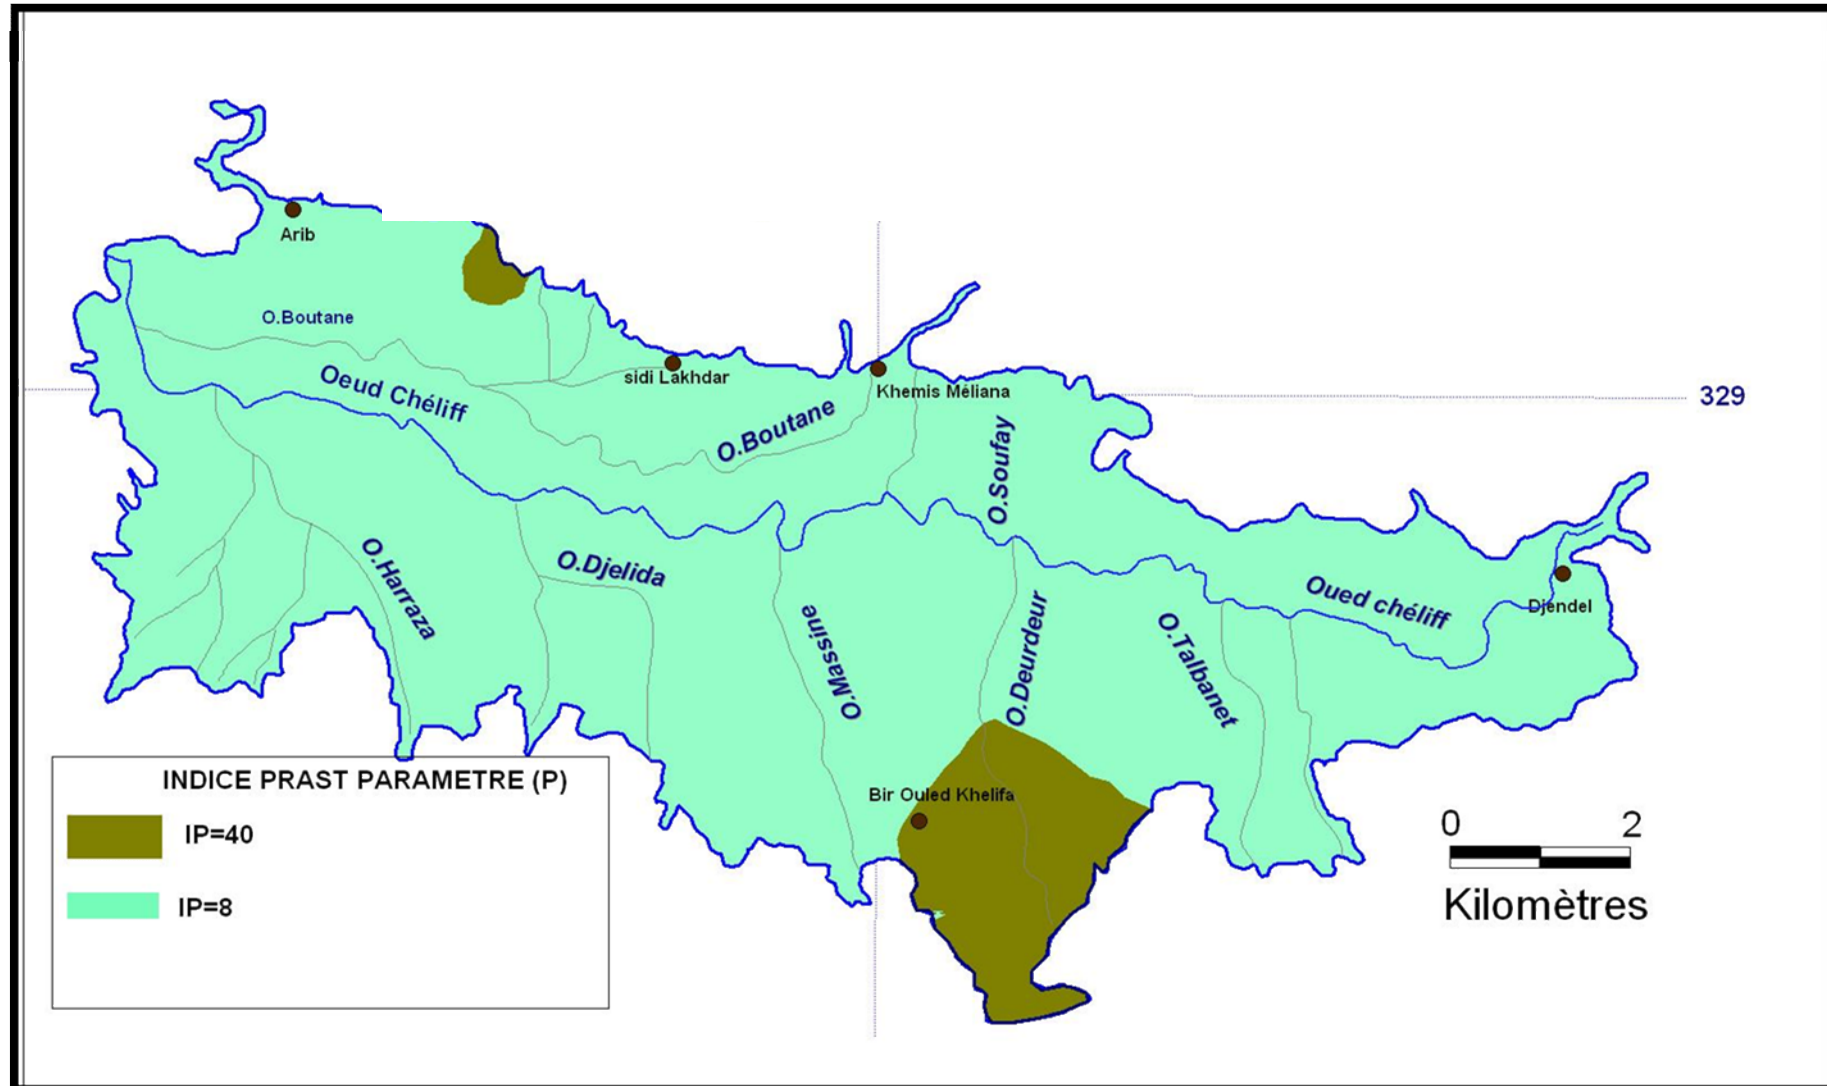 Arib
O.Boutane
Oeud Chéliff
sidi Lakhdar
Khemis Méliana
329
O.Boutane
O.Soufay
O.Harraza
O.Djelida
O.Massine
O.Deurdeur
O.Talbanet
Oued chéliff
Djendel
Bir Ouled Khelifa
INDICE PRAST PARAMETRE (P)
IP=40
IP=8
0 2
Kilomètres